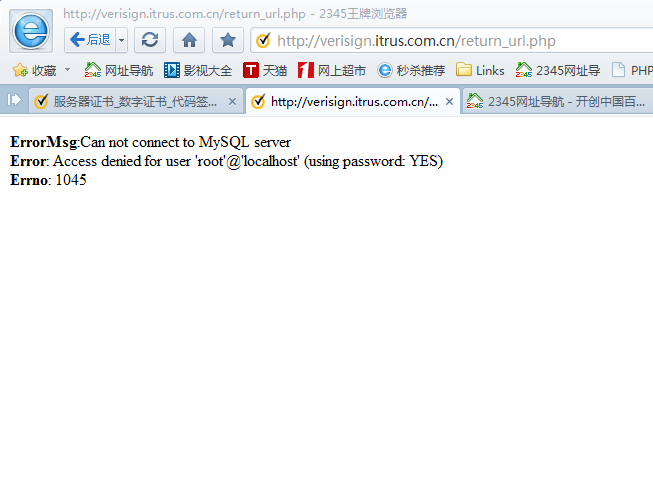 http://verisign.itrus.com.cn/return_url.php - 2345王牌浏览器
后退
http://verisign.itrus.com.cn/return_url.php
收藏 2345 网址导航 影视大全 天猫 网上超市 秒杀推荐 Links 2345 2345网址导 PHP
服务器证书_数字证书_代码签... http://verisign.itrus.com.cn/... 2345 2345网址导航 - 开创中国百...
ErrorMsg:Can not connect to MySQL server
Error: Access denied for user 'root'@'localhost' (using password: YES)
Errno: 1045